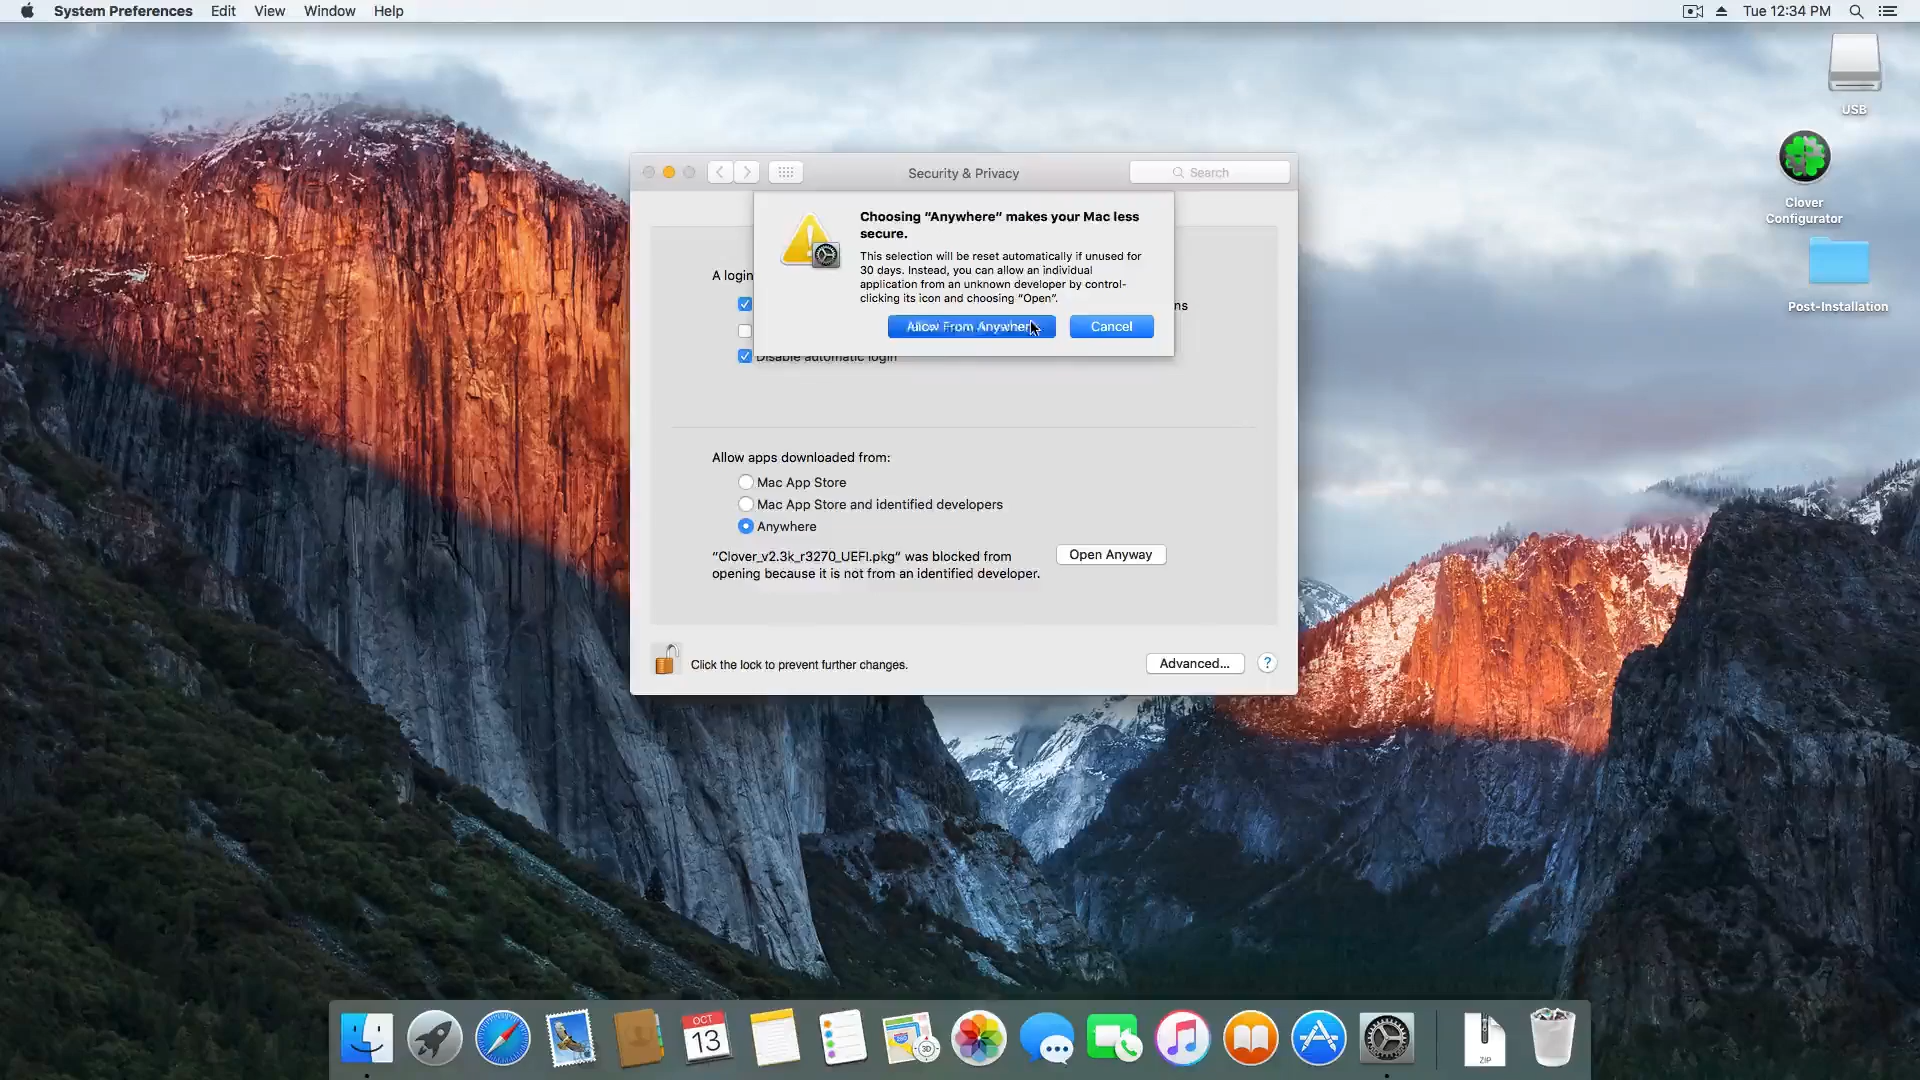 System Preferences Edit View Window Help
Tue 12:34 PM
USB
Clover
Configurator
Post-Installation
Security & Privacy
Search
Choosing “Anywhere” makes your Mac less
secure.
This selection will be reset automatically if unused for
30 days. Instead, you can allow an individual
application from an unknown developer by control-
clicking its icon and choosing “Open”.
Allow From Anywhere
Cancel
A login
ns
Disable automatic login
Allow apps downloaded from:
Mac App Store
Mac App Store and identified developers
Anywhere
“Clover_v2.3k_r3270_UEFI.pkg” was blocked from
opening because it is not from an identified developer.
Open Anyway
Click the lock to prevent further changes.
Advanced...
?
OCT
13
3D
ZIP